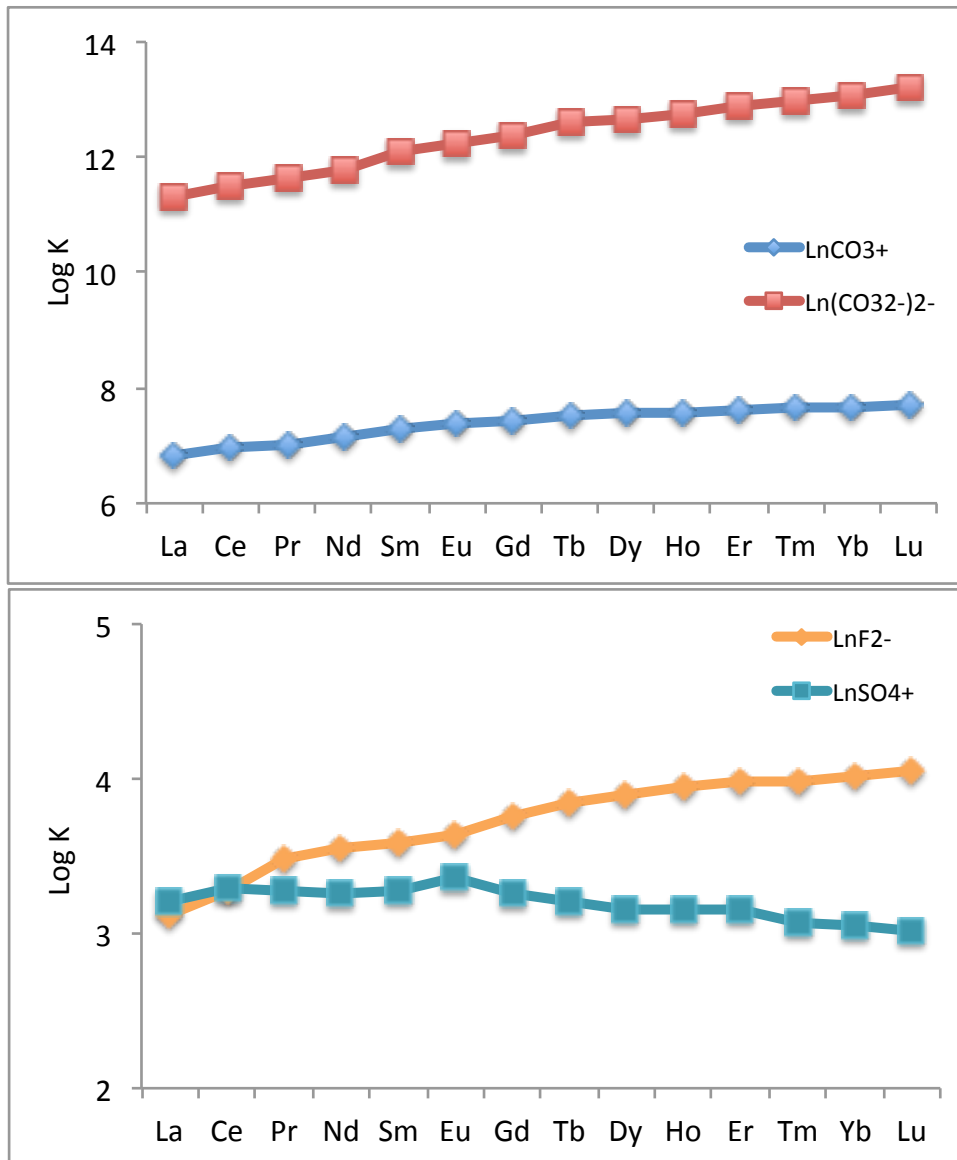 14
12
10
8
6
Log K
LnCO3+
Ln(CO32-)2-
La Ce Pr Nd Sm Eu Gd Tb Dy Ho Er Tm Yb Lu
5
4
3
2
Log K
LnF2-
LnSO4+
La Ce Pr Nd Sm Eu Gd Tb Dy Ho Er Tm Yb Lu